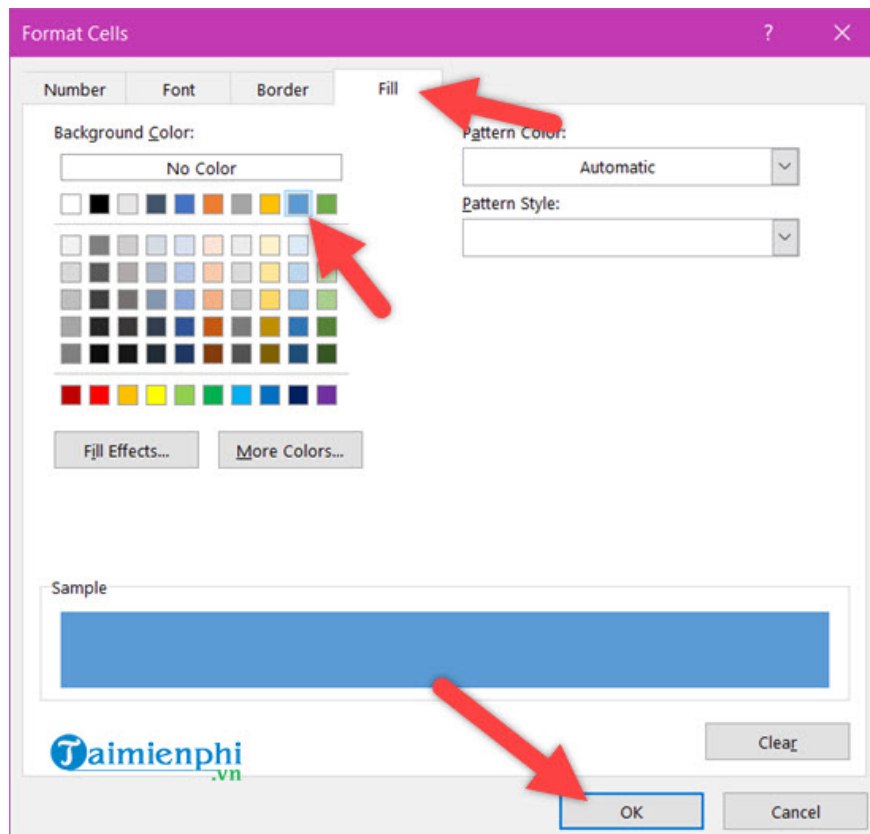 Format Cells ? ×
Number Font Border Fill
Background Color: Pattern Color:
No Color Automatic
Pattern Style:
Fill Effects... More Colors...
Sample
Taimienphi
.vn
Clear
OK Cancel